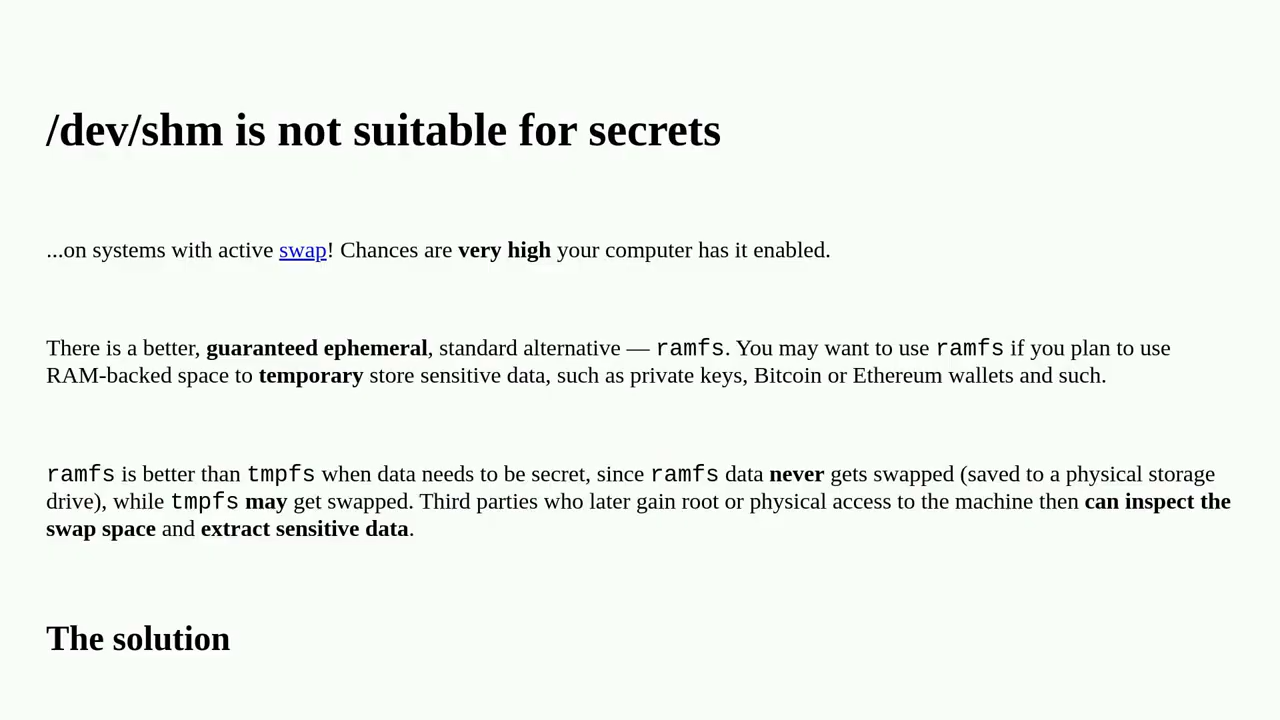 /dev/shm is not suitable for secrets
...on systems with active swap! Chances are very high your computer has it enabled.
There is a better, guaranteed ephemeral, standard alternative — ramfs. You may want to use ramfs if you plan to use
RAM-backed space to temporary store sensitive data, such as private keys, Bitcoin or Ethereum wallets and such.
ramfs is better than tmpfs when data needs to be secret, since ramfs data never gets swapped (saved to a physical storage
drive), while tmpfs may get swapped. Third parties who later gain root or physical access to the machine then can inspect the
swap space and extract sensitive data.
The solution